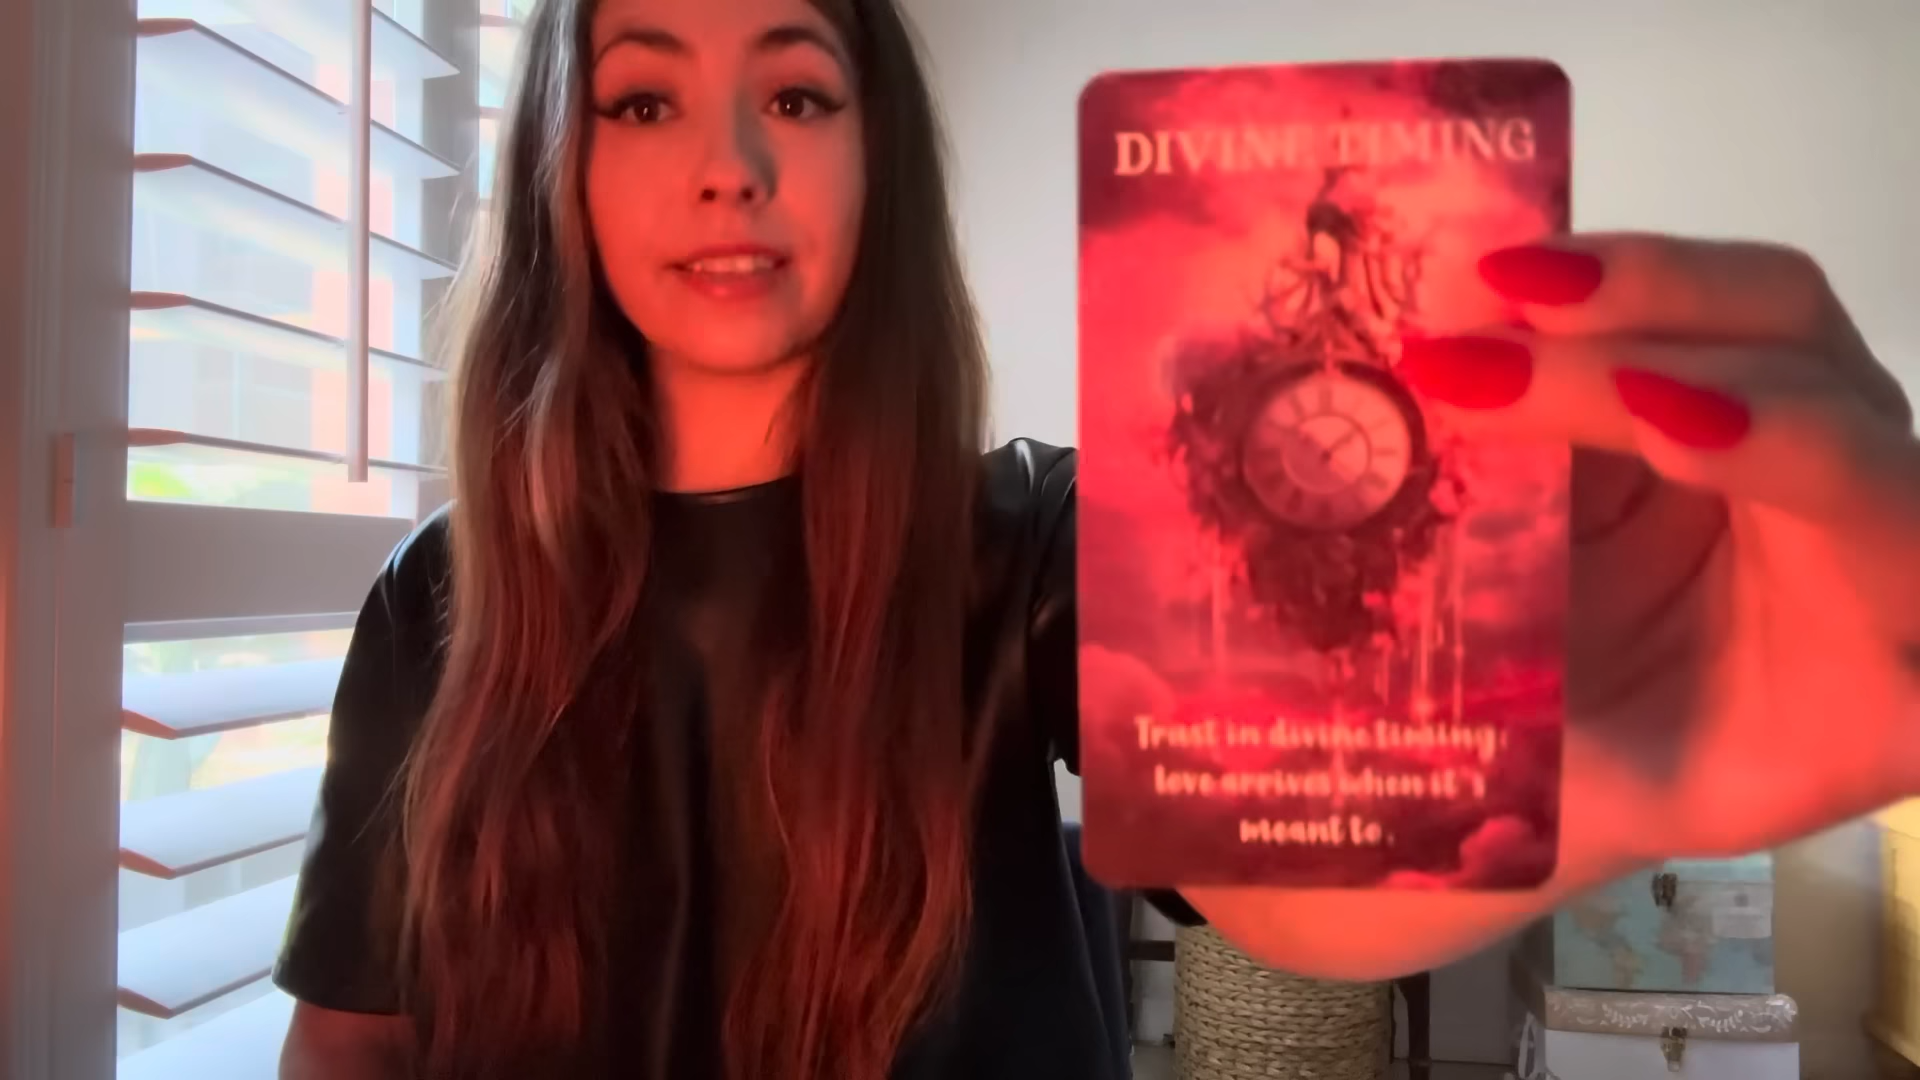 DIVINE TIMING
Trust in divine timing:
love arrives when it's
meant to.